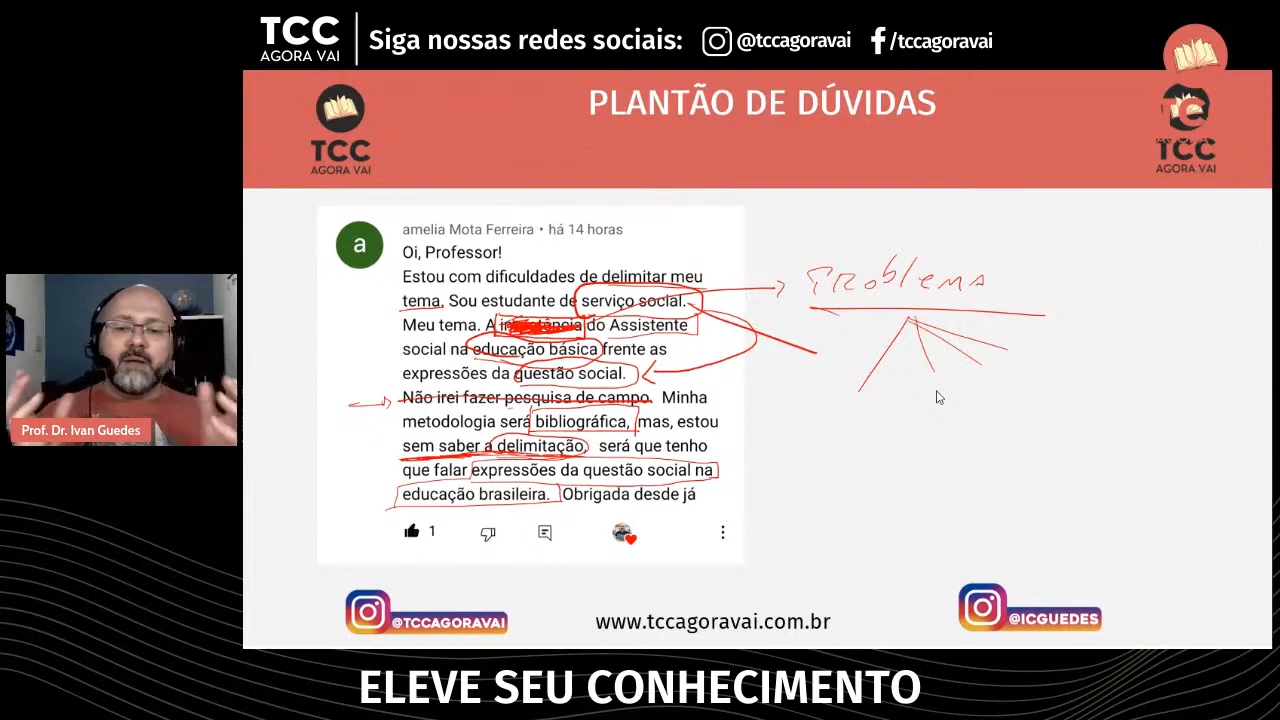 TCC
AGORA VAI
Siga nossas redes sociais:
@tccagoravai
/tccagoravai
PLANTÃO DE DÚVIDAS
TCC
AGORA VAI
TCC
AGORA VAI
a
amelia Mota Ferreira • há 14 horas
Oi, Professor!
Estou com dificuldades de delimitar meu
tema. Sou estudante de serviço social.
Meu tema. A do Assistente
social na educação básica frente as
expressões da questão social.
Não irei fazer pesquisa de campo. Minha
metodologia será bibliográfica, mas, estou
sem saber a delimitação, será que tenho
que falar expressões da questão social na
educação brasileira. Obrigada desde já
1
Problema
Prof. Dr. Ivan Guedes
@TCCAGORAVAI
www.tccagoravai.com.br
@ICGUEDES
ELEVE SEU CONHECIMENTO